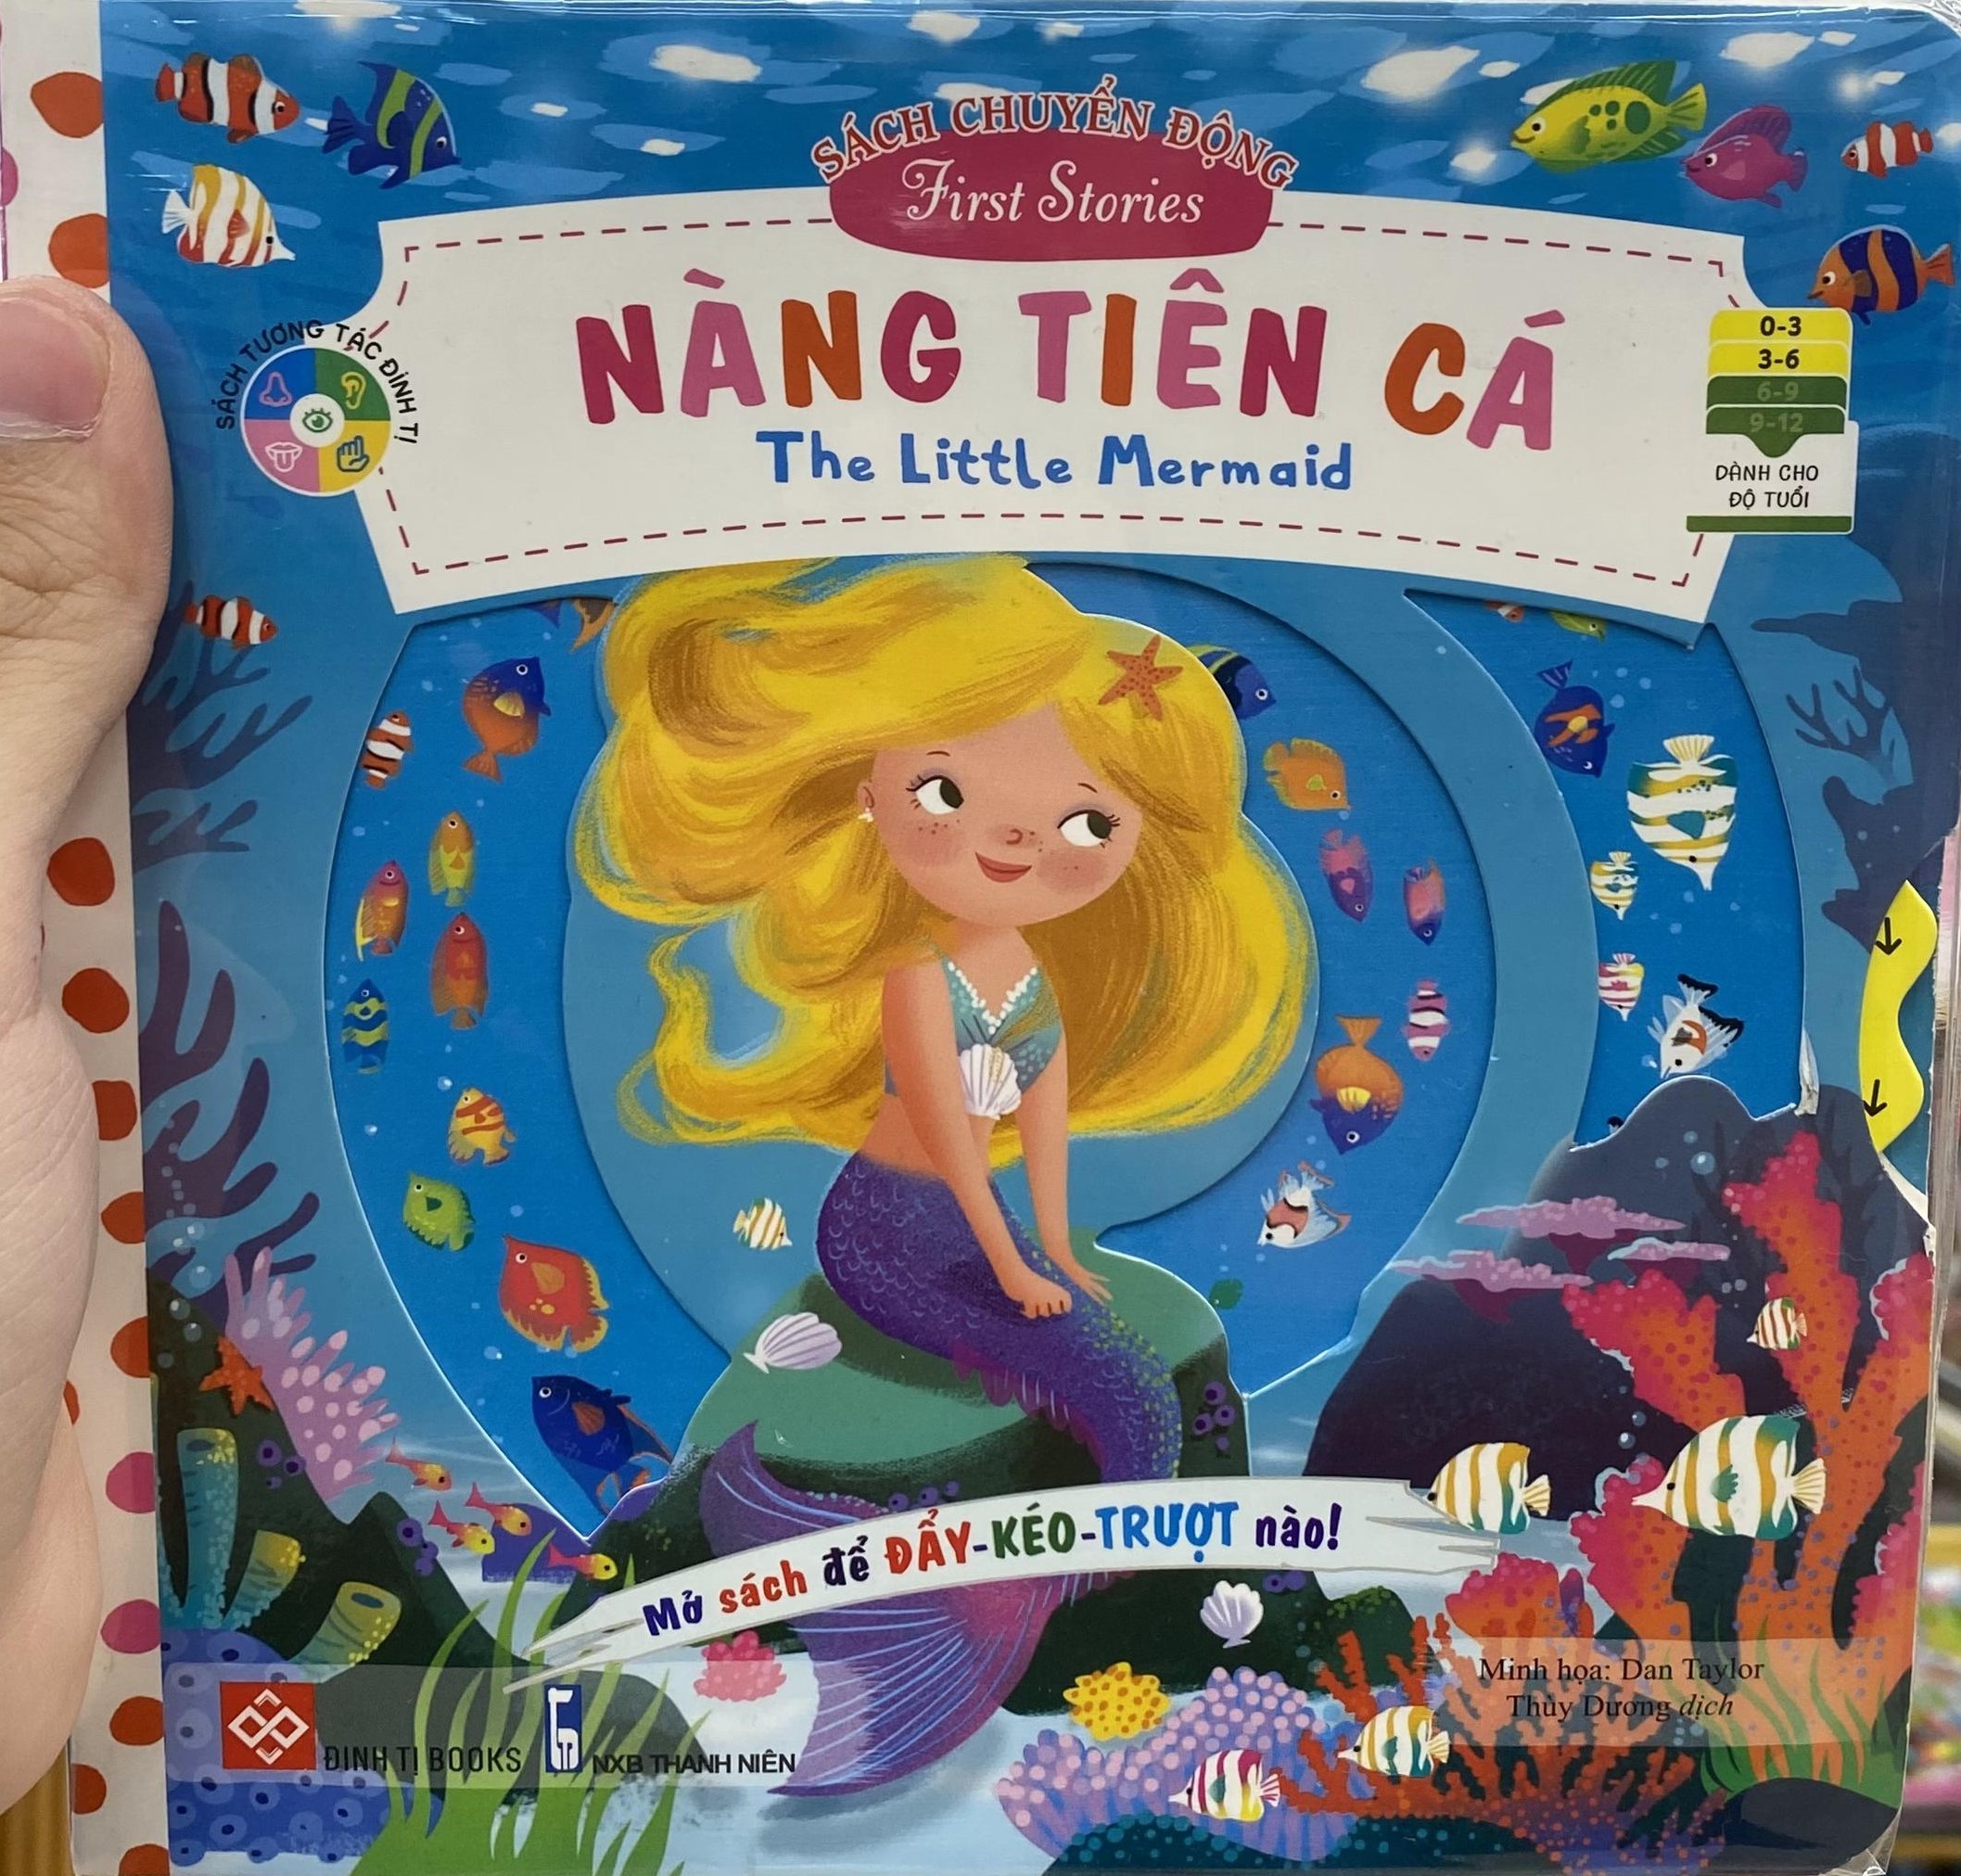 SÁCH CHUYỂN ĐỘNG
First Stories
NÀNG TIÊN CÁ
The Little Mermaid
SÁCH TƯƠNG TÁC ĐINH TỊ
0-3
3-6
6-9
9-12
DÀNH CHO
ĐỘ TUỔI
Mở sách để ĐẨY-KÉO-TRƯỢT nào!
Minh họa: Dan Taylor
Thùy Dương dịch
ĐINH TỊ BOOKS
NXB THANH NIÊN